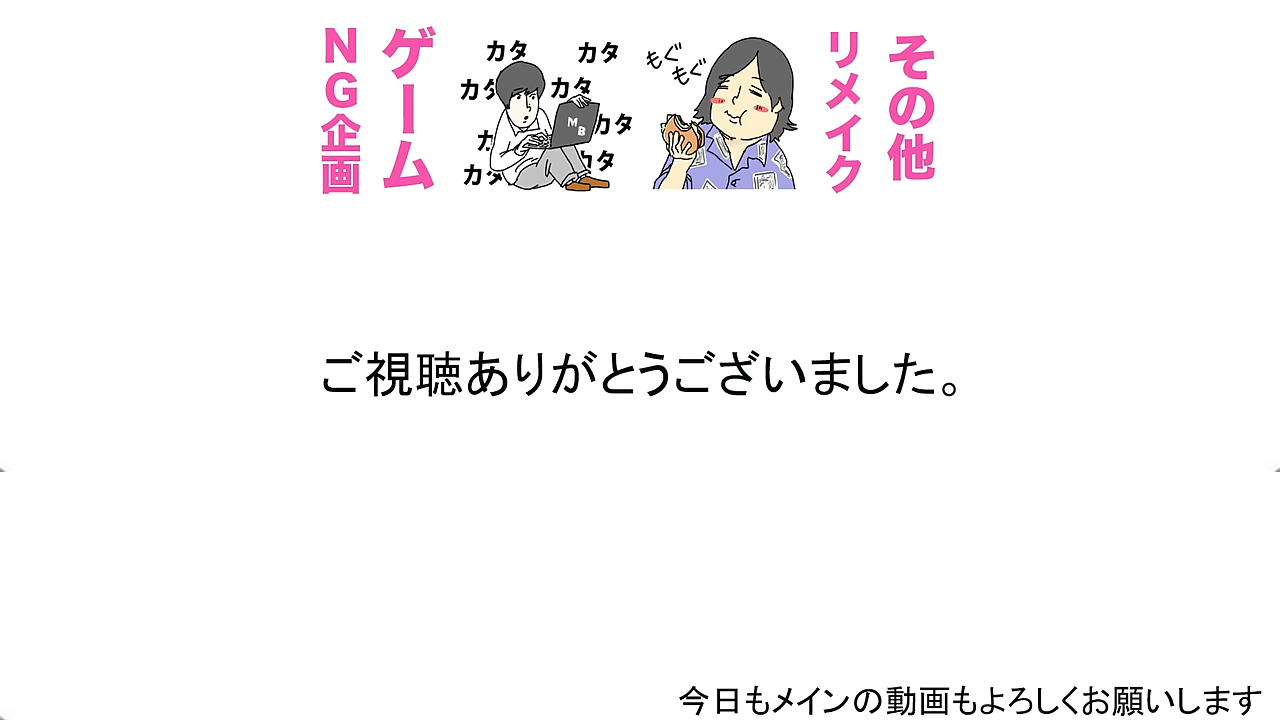 ゲーム
NG企画
カタ
カタ
カタ
カタ
カタ
カタ
MB
もぐ
もぐ
その他
リメイク
ご視聴ありがとうございました。
今日もメインの動画もよろしくお願いします